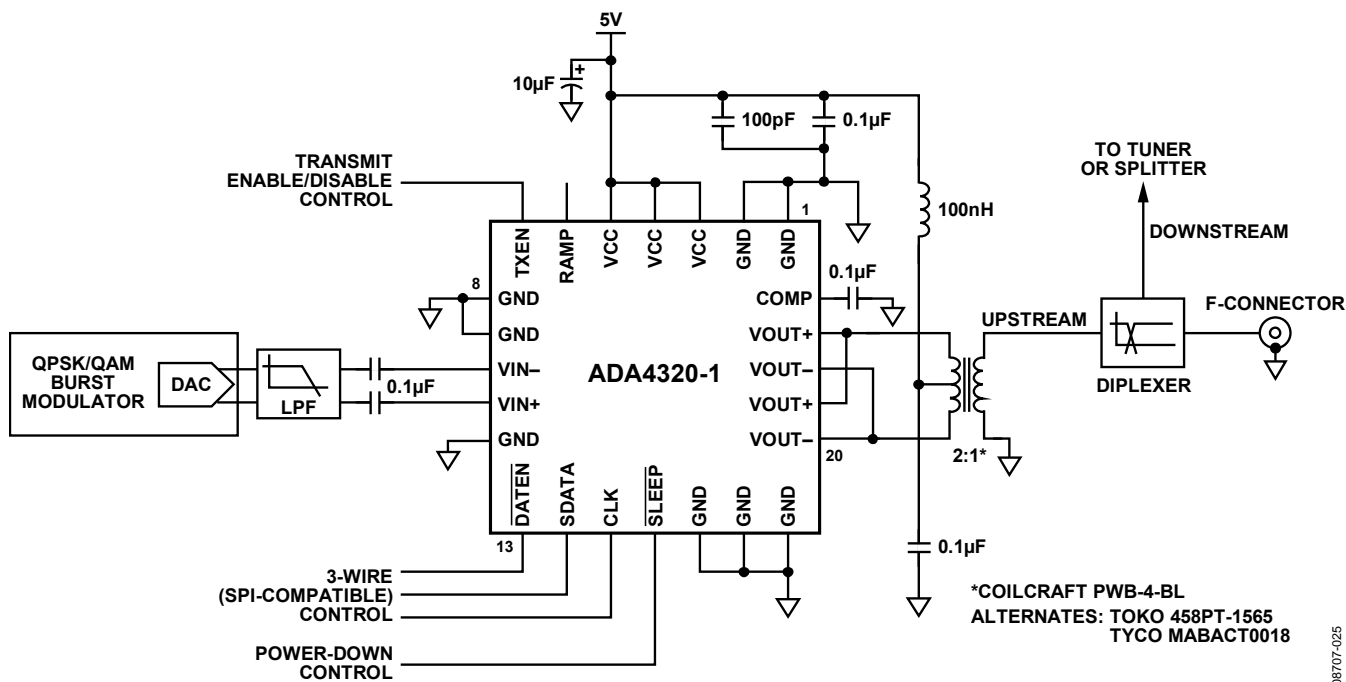 5V
10µF
+
100pF
0.1µF
TRANSMIT
ENABLE/DISABLE
CONTROL
TO TUNER
OR SPLITTER
100nH
DOWNSTREAM
1
TXEN
RAMP
VCC
VCC
VCC
GND
GND
8
GND
GND
VIN–
VIN+
GND
COMP
VOUT+
VOUT–
VOUT+
VOUT–
20
0.1µF
ADA4320-1
UPSTREAM
F-CONNECTOR
DIPLEXER
QPSK/QAM
BURST
MODULATOR
DAC
LPF
0.1µF
2:1*
DATEN
SDATA
CLK
SLEEP
GND
GND
GND
13
0.1µF
3-WIRE
(SPI-COMPATIBLE)
CONTROL
POWER-DOWN
CONTROL
*COILCRAFT PWB-4-BL
ALTERNATES: TOKO 458PT-1565
TYCO MABACT0018
08707-025